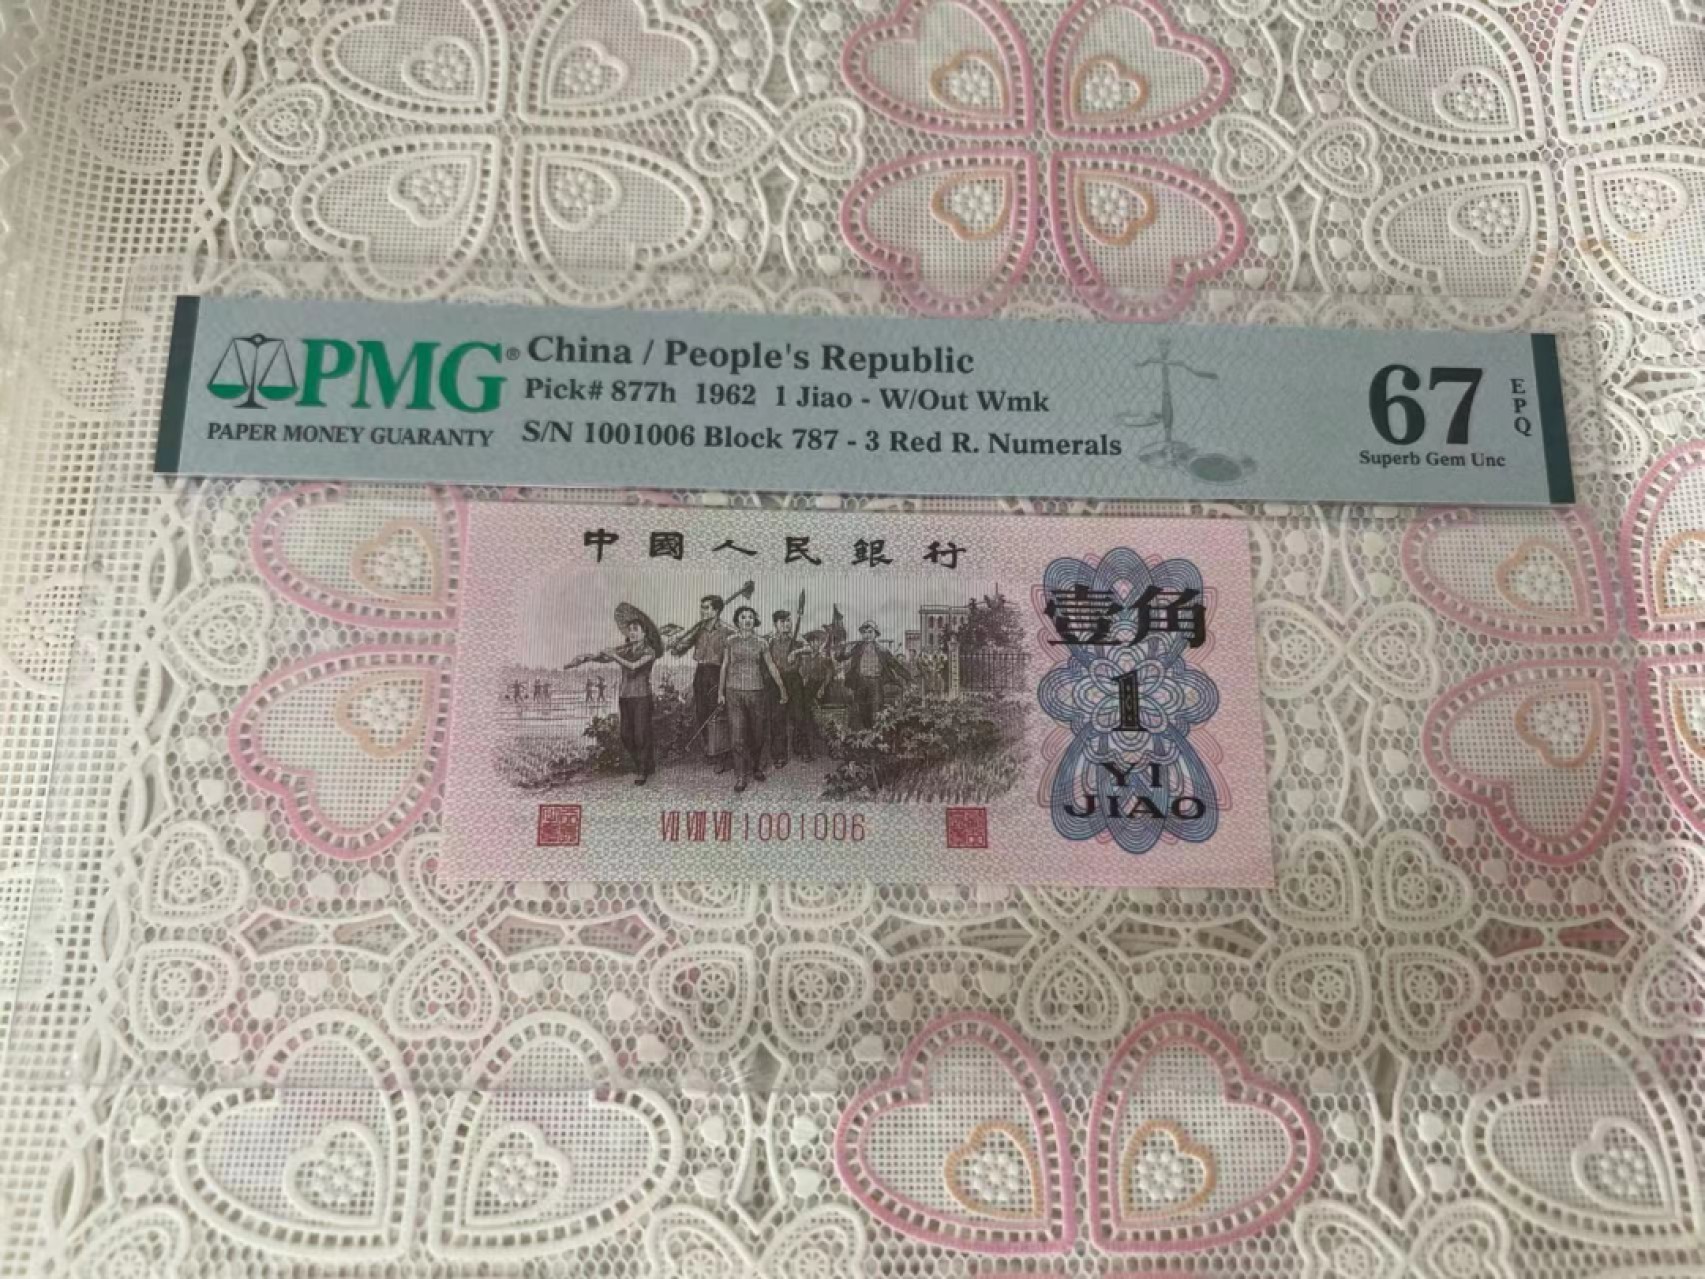 PMG®
PAPER MONEY GUARANTY
China / People's Republic
Pick# 877h 1962 1 Jiao - W/Out Wmk
S/N 1001006 Block 787 - 3 Red R. Numerals
67
EPQ
Superb Gem Unc
中國人民銀行
壹角
1
YI
JIAO
Ⅶ Ⅷ Ⅶ 1001006